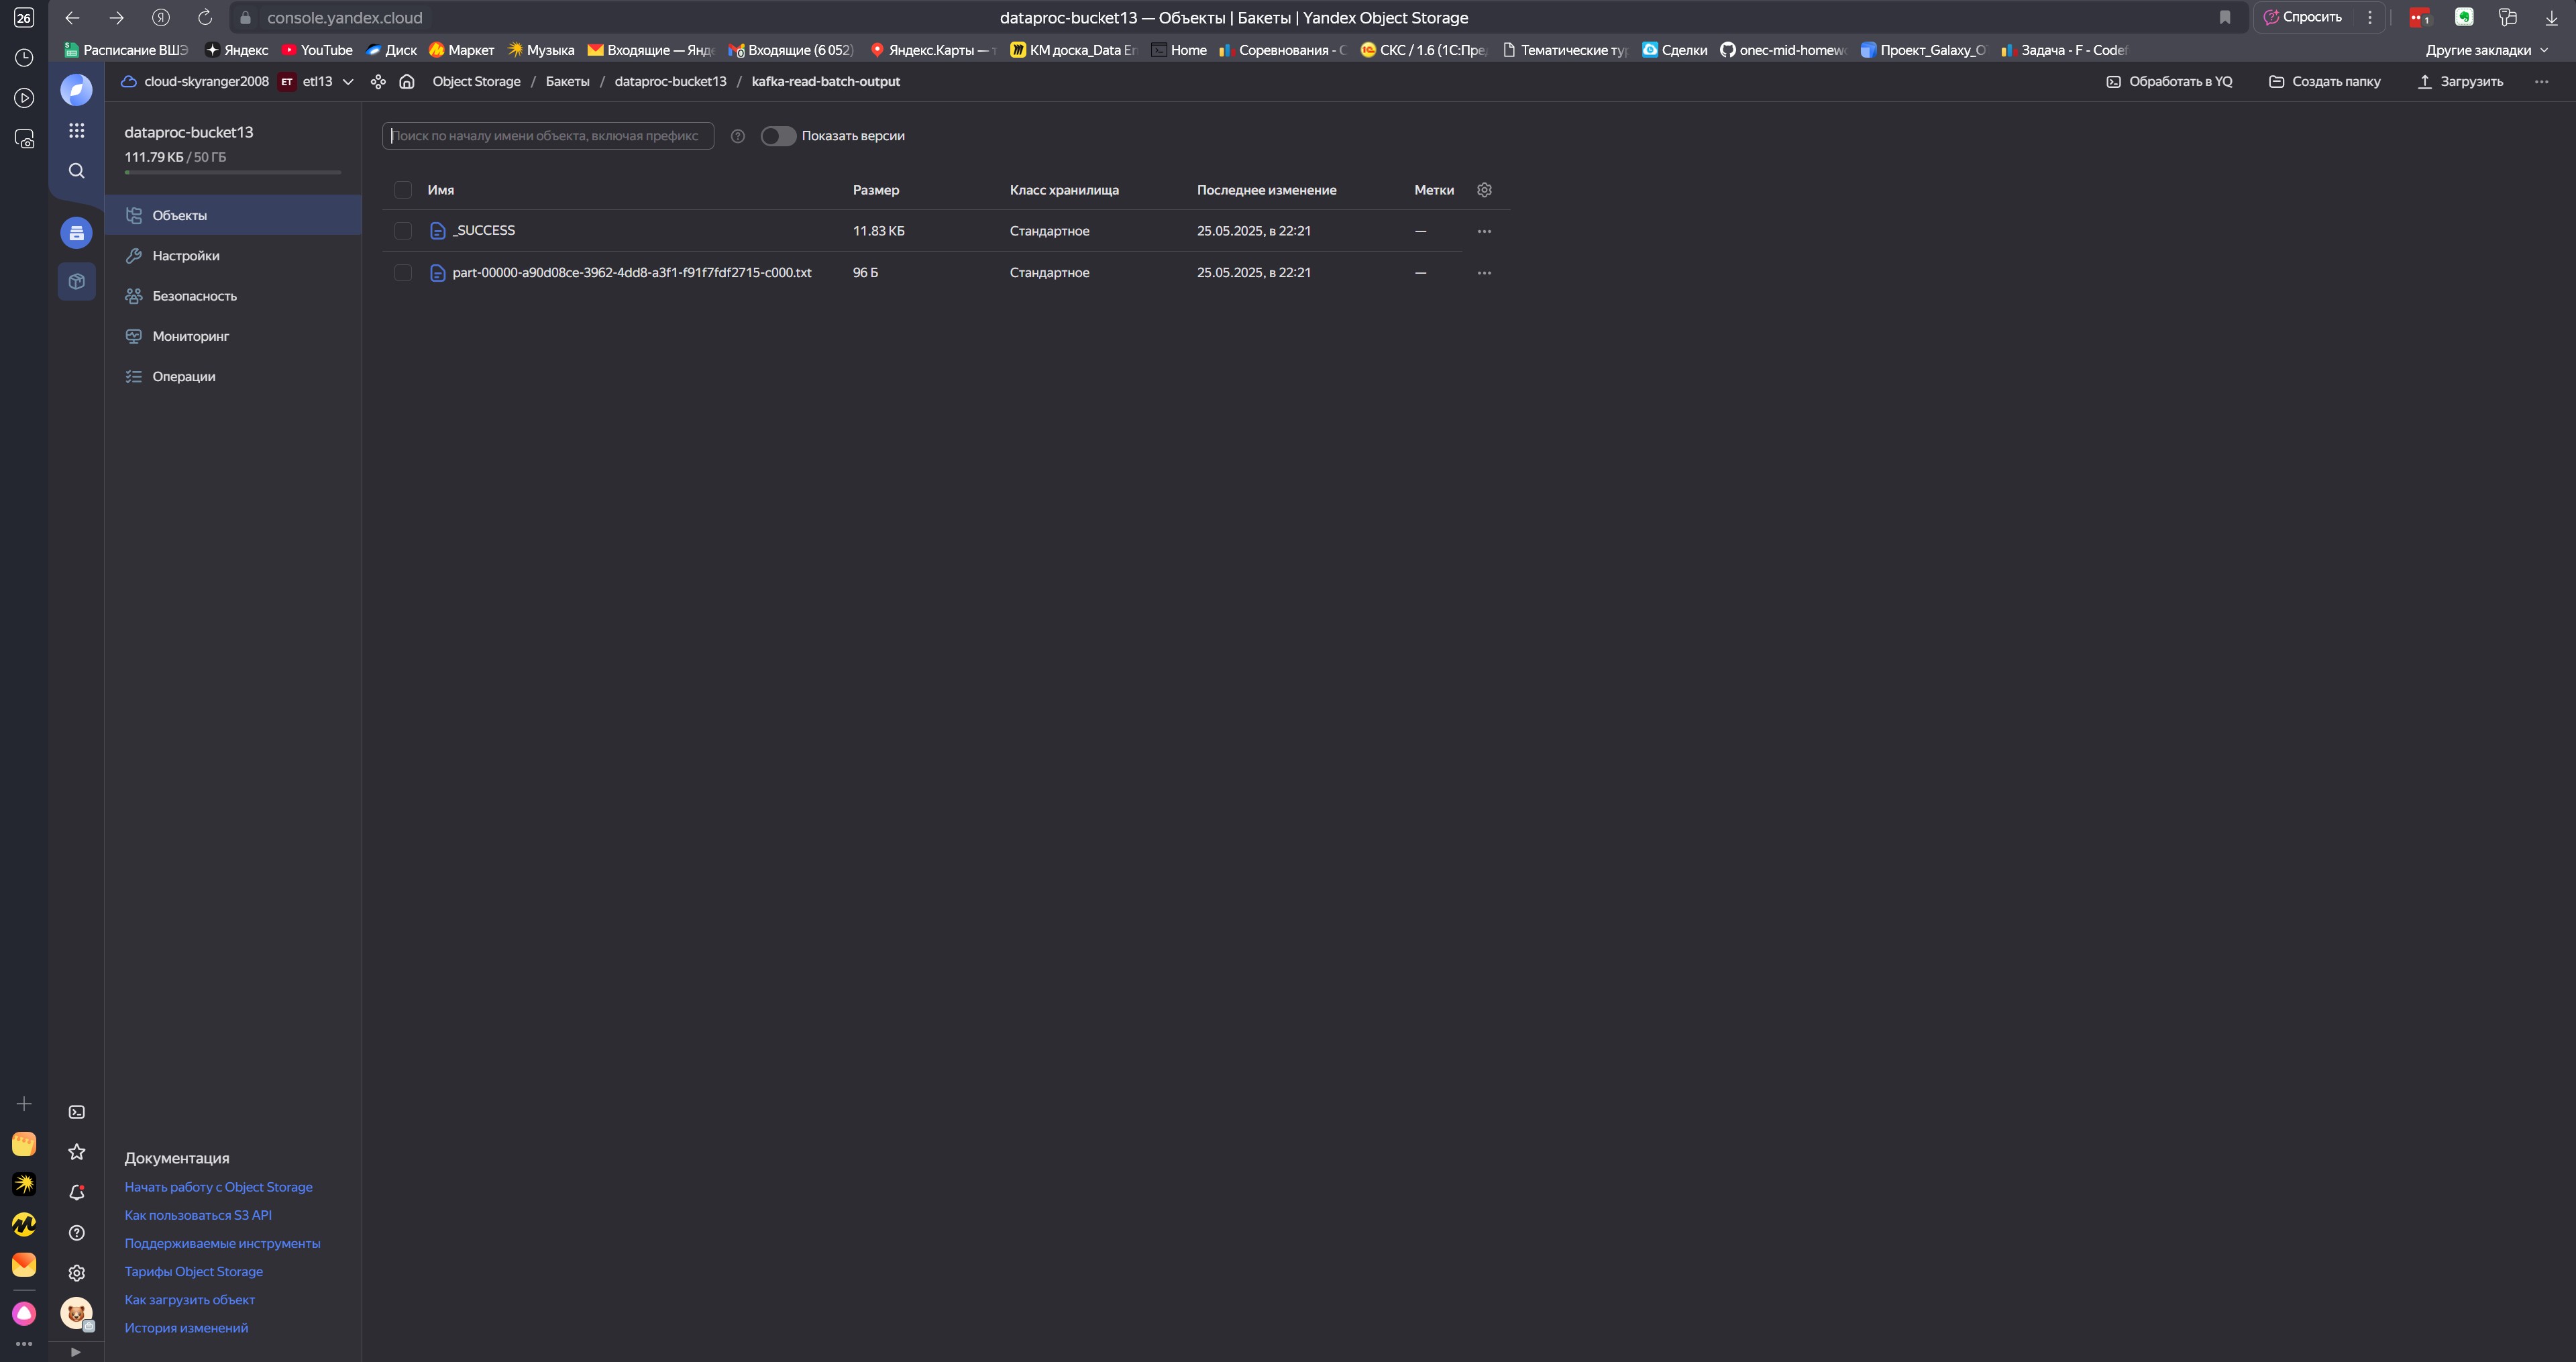 26
console.yandex.cloud
dataproc-bucket13 — Объекты | Бакеты | Yandex Object Storage
Спросить
1
Расписание ВШЭ
Яндекс
YouTube
Диск
Маркет
Музыка
Входящие — Янд
Входящие (6 052)
Яндекс.Карты —
КМ доска_Data En
Home
Соревнования - С
СКС / 1.6 (1С:Пре
Тематические тур
Сделки
onec-mid-homew
Проект_Galaxy_O
Задача - F - Codef
Другие закладки
cloud-skyranger2008
ET
etl13
Object Storage / Бакеты / dataproc-bucket13 / kafka-read-batch-output
Обработать в YQ
Создать папку
Загрузить
dataproc-bucket13
111.79 КБ / 50 ГБ
Объекты
Настройки
Безопасность
Мониторинг
Операции
Поиск по началу имени объекта, включая префикс
Показать версии
Имя Размер Класс хранилища Последнее изменение Метки
_SUCCESS 11.83 КБ Стандартное 25.05.2025, в 22:21 —
part-00000-a90d08ce-3962-4dd8-a3f1-f91f7fdf2715-c000.txt 96 Б Стандартное 25.05.2025, в 22:21 —
Документация
Начать работу с Object Storage
Как пользоваться S3 API
Поддерживаемые инструменты
Тарифы Object Storage
Как загрузить объект
История изменений